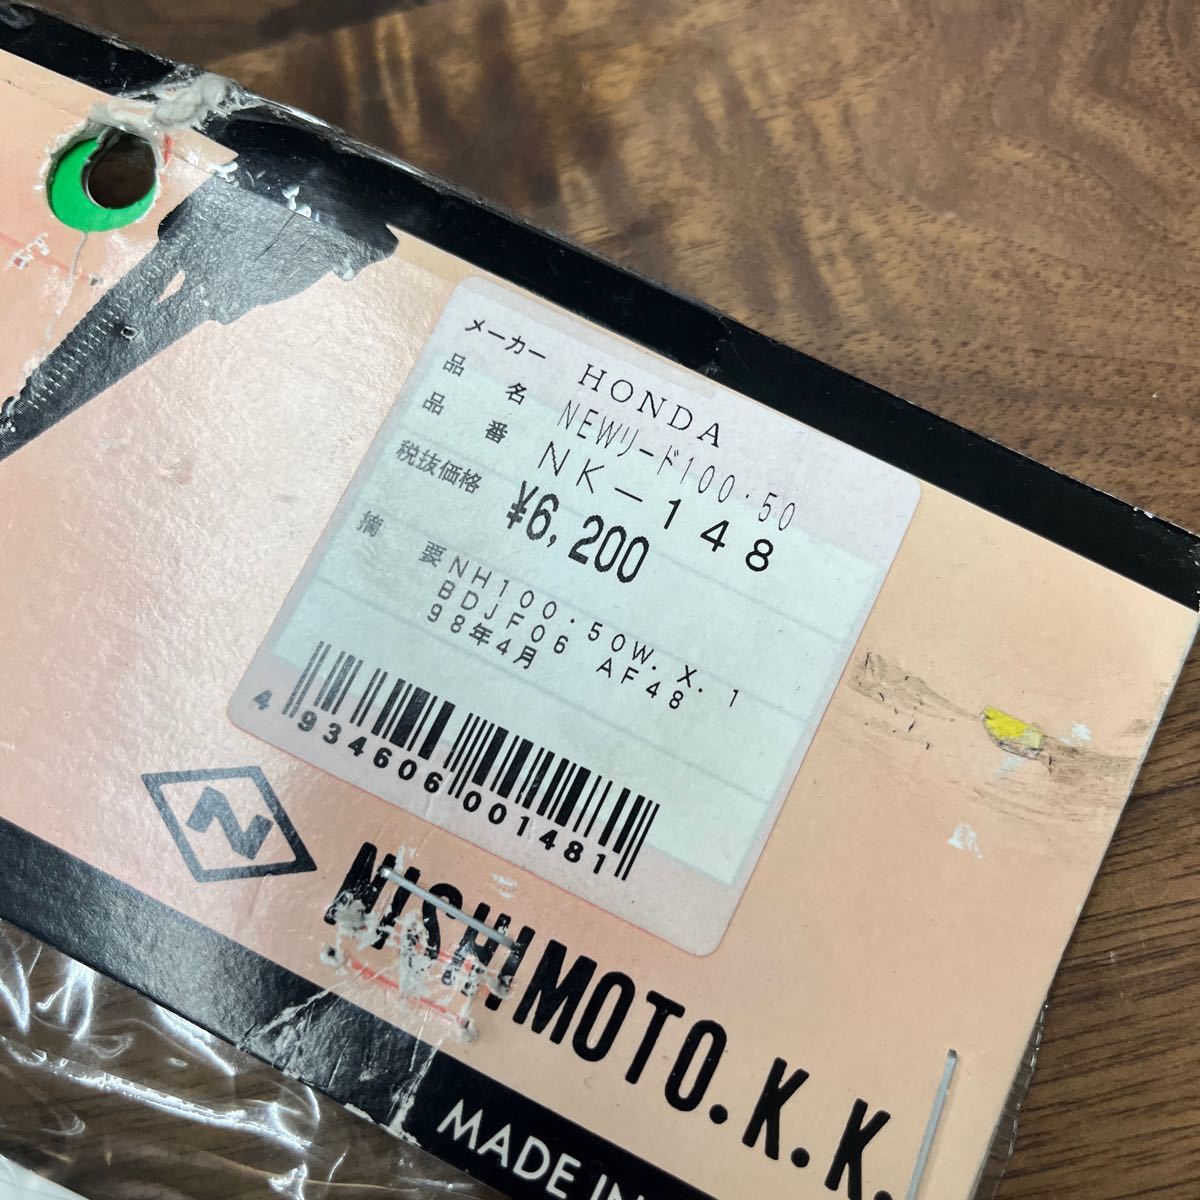 メーカー HONDA
品名 NEWリード100・50
品番 NK－148
税抜価格 ¥6,200
摘要 NH100・50W．X．1
BDJF06 AF48
98年4月
4934606001481
NISHIMOTO.K.K.
MADE IN